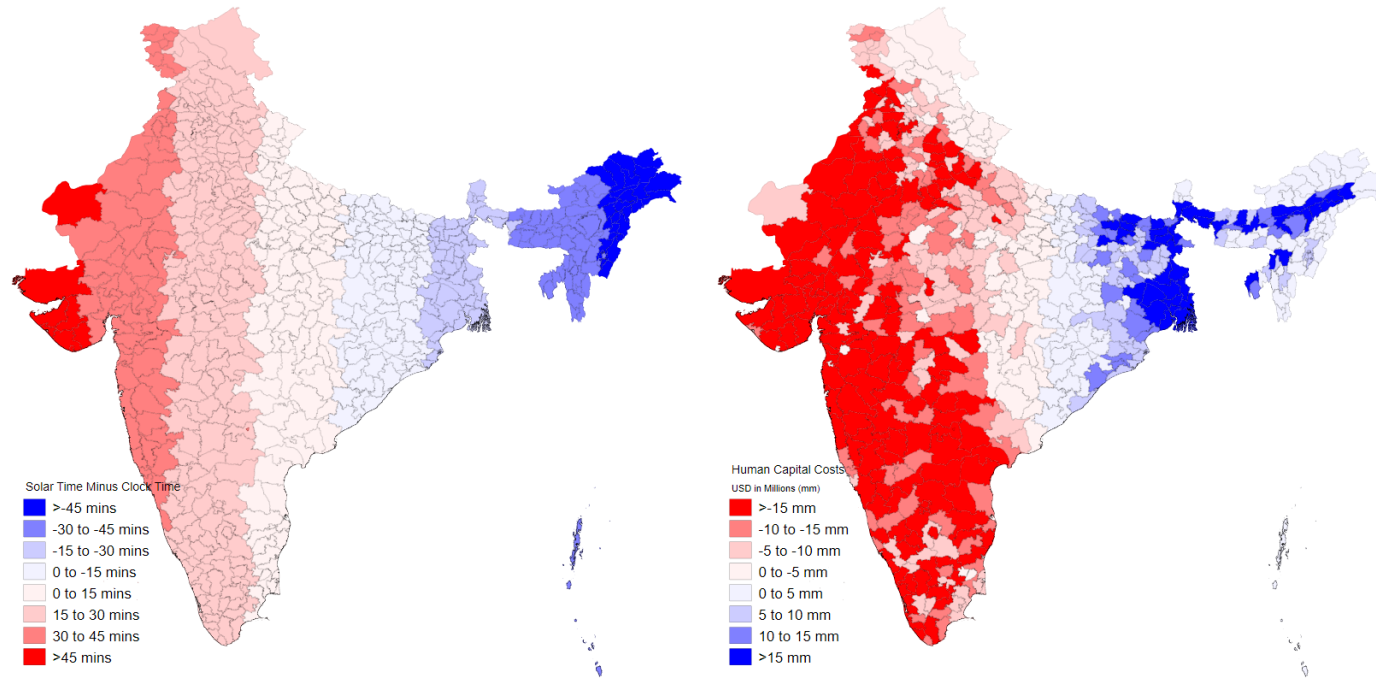 Solar Time Minus Clock Time
>-45 mins
-30 to -45 mins
-15 to -30 mins
0 to -15 mins
0 to 15 mins
15 to 30 mins
30 to 45 mins
>45 mins
Human Capital Costs
USD in Millions (mm)
>-15 mm
-10 to -15 mm
-5 to -10 mm
0 to -5 mm
0 to 5 mm
5 to 10 mm
10 to 15 mm
>15 mm